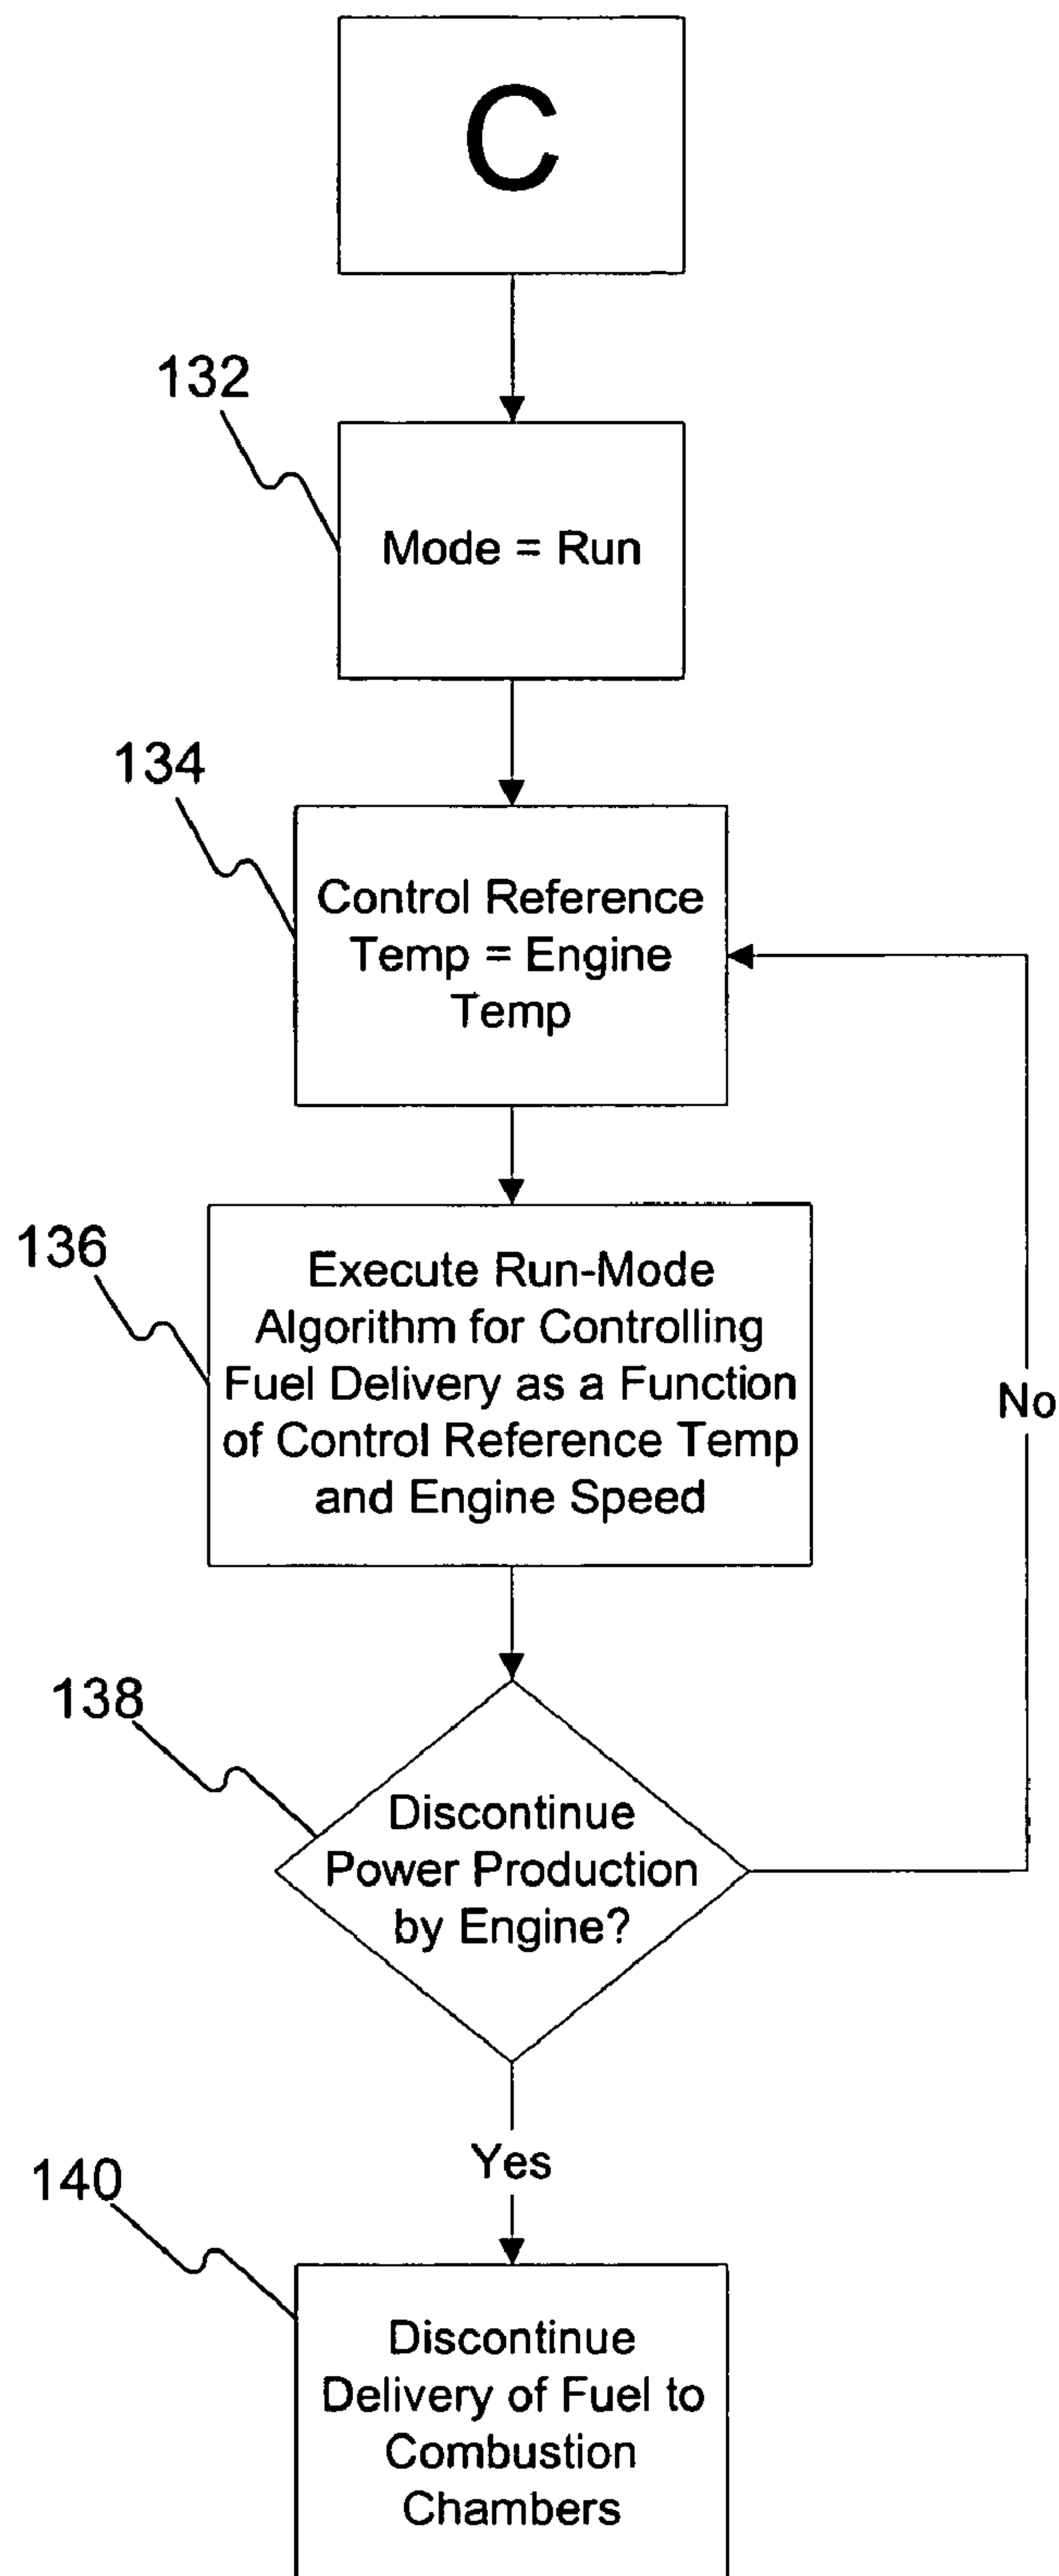 C
132
Mode = Run
134
Control Reference
Temp = Engine
Temp
136
Execute Run-Mode
Algorithm for Controlling
Fuel Delivery as a Function
of Control Reference Temp
and Engine Speed
No
138
Discontinue
Power Production
by Engine?
Yes
140
Discontinue
Delivery of Fuel to
Combustion
Chambers